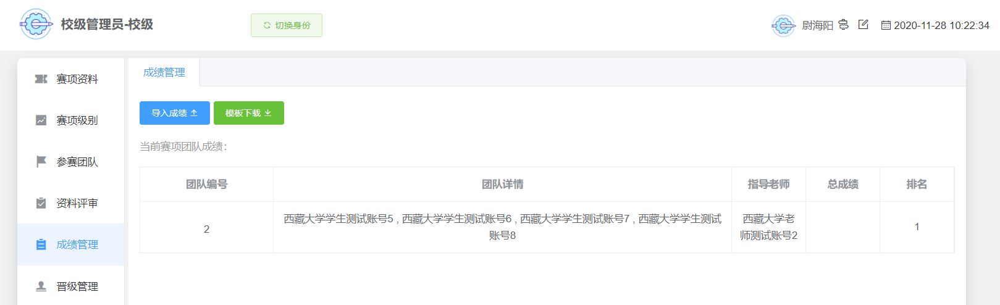 校级管理员-校级
切换身份
尉海阳
2020-11-28 10:22:34
赛项资料
赛项级别
参赛团队
资料评审
成绩管理
晋级管理
成绩管理
导入成绩
模板下载
当前赛项团队成绩：
团队编号 团队详情 指导老师 总成绩 排名
2
西藏大学学生测试账号5 , 西藏大学学生测试账号6 , 西藏大学学生测试账号7 , 西藏大学学生测试
账号8
西藏大学老
师测试账号2
1